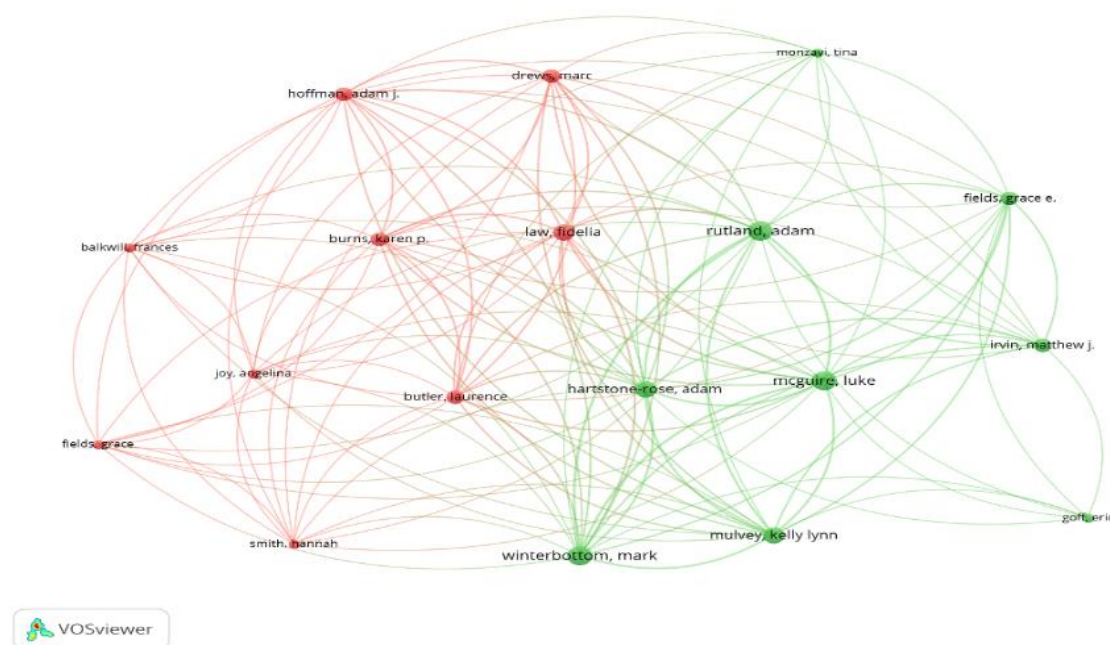 monzavi, tina
drews, marc
hoffman, adam j.
fields, grace e.
rutland, adam
law, fidelia
burns, karen p.
balkwill, frances
irvin, matthew j.
joy, angelina
mcguire, luke
hartstone-rose, adam
butler, laurence
fields, grace
goff, eric
mulvey, kelly lynn
smith, hannah
winterbottom, mark
VOSviewer